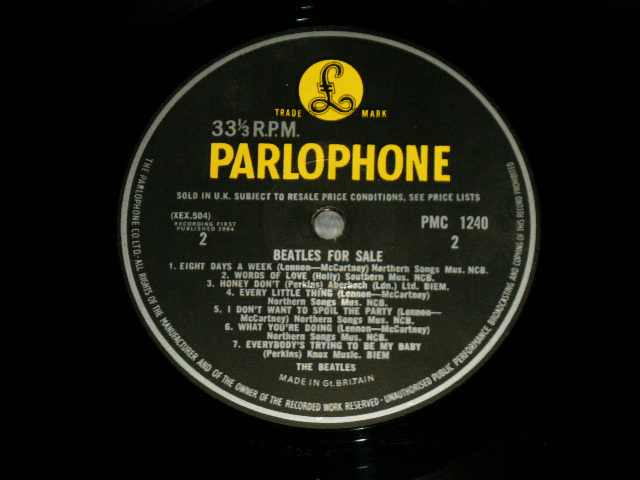 £
TRADE MARK
33⅓ R.P.M.
PARLOPHONE
SOLD IN U.K. SUBJECT TO RESALE PRICE CONDITIONS, SEE PRICE LISTS
(XEX.504)
RECORDING FIRST
PUBLISHED 1964
2
PMC 1240
2
BEATLES FOR SALE
1. EIGHT DAYS A WEEK (Lennon—McCartney) Northern Songs Mus. NCB.
2. WORDS OF LOVE (Holly) Southern Mus. NCB.
3. HONEY DON'T (Perkins) Aberbach (Ldn.) Ltd. BIEM.
4. EVERY LITTLE THING (Lennon—McCartney)
Northern Songs Mus. NCB.
5. I DON'T WANT TO SPOIL THE PARTY (Lennon—
McCartney) Northern Songs Mus. NCB.
6. WHAT YOU'RE DOING (Lennon—McCartney)
Northern Songs Mus. NCB.
7. EVERYBODY'S TRYING TO BE MY BABY
(Perkins) Knox Music. BIEM
THE BEATLES
MADE IN Gt. BRITAIN
THE PARLOPHONE CO. LTD. ALL RIGHTS OF THE MANUFACTURER AND OF THE OWNER OF THE RECORDED WORK RESERVED - UNAUTHORISED PUBLIC PERFORMANCE BROADCASTING AND COPYING OF THIS RECORD PROHIBITED